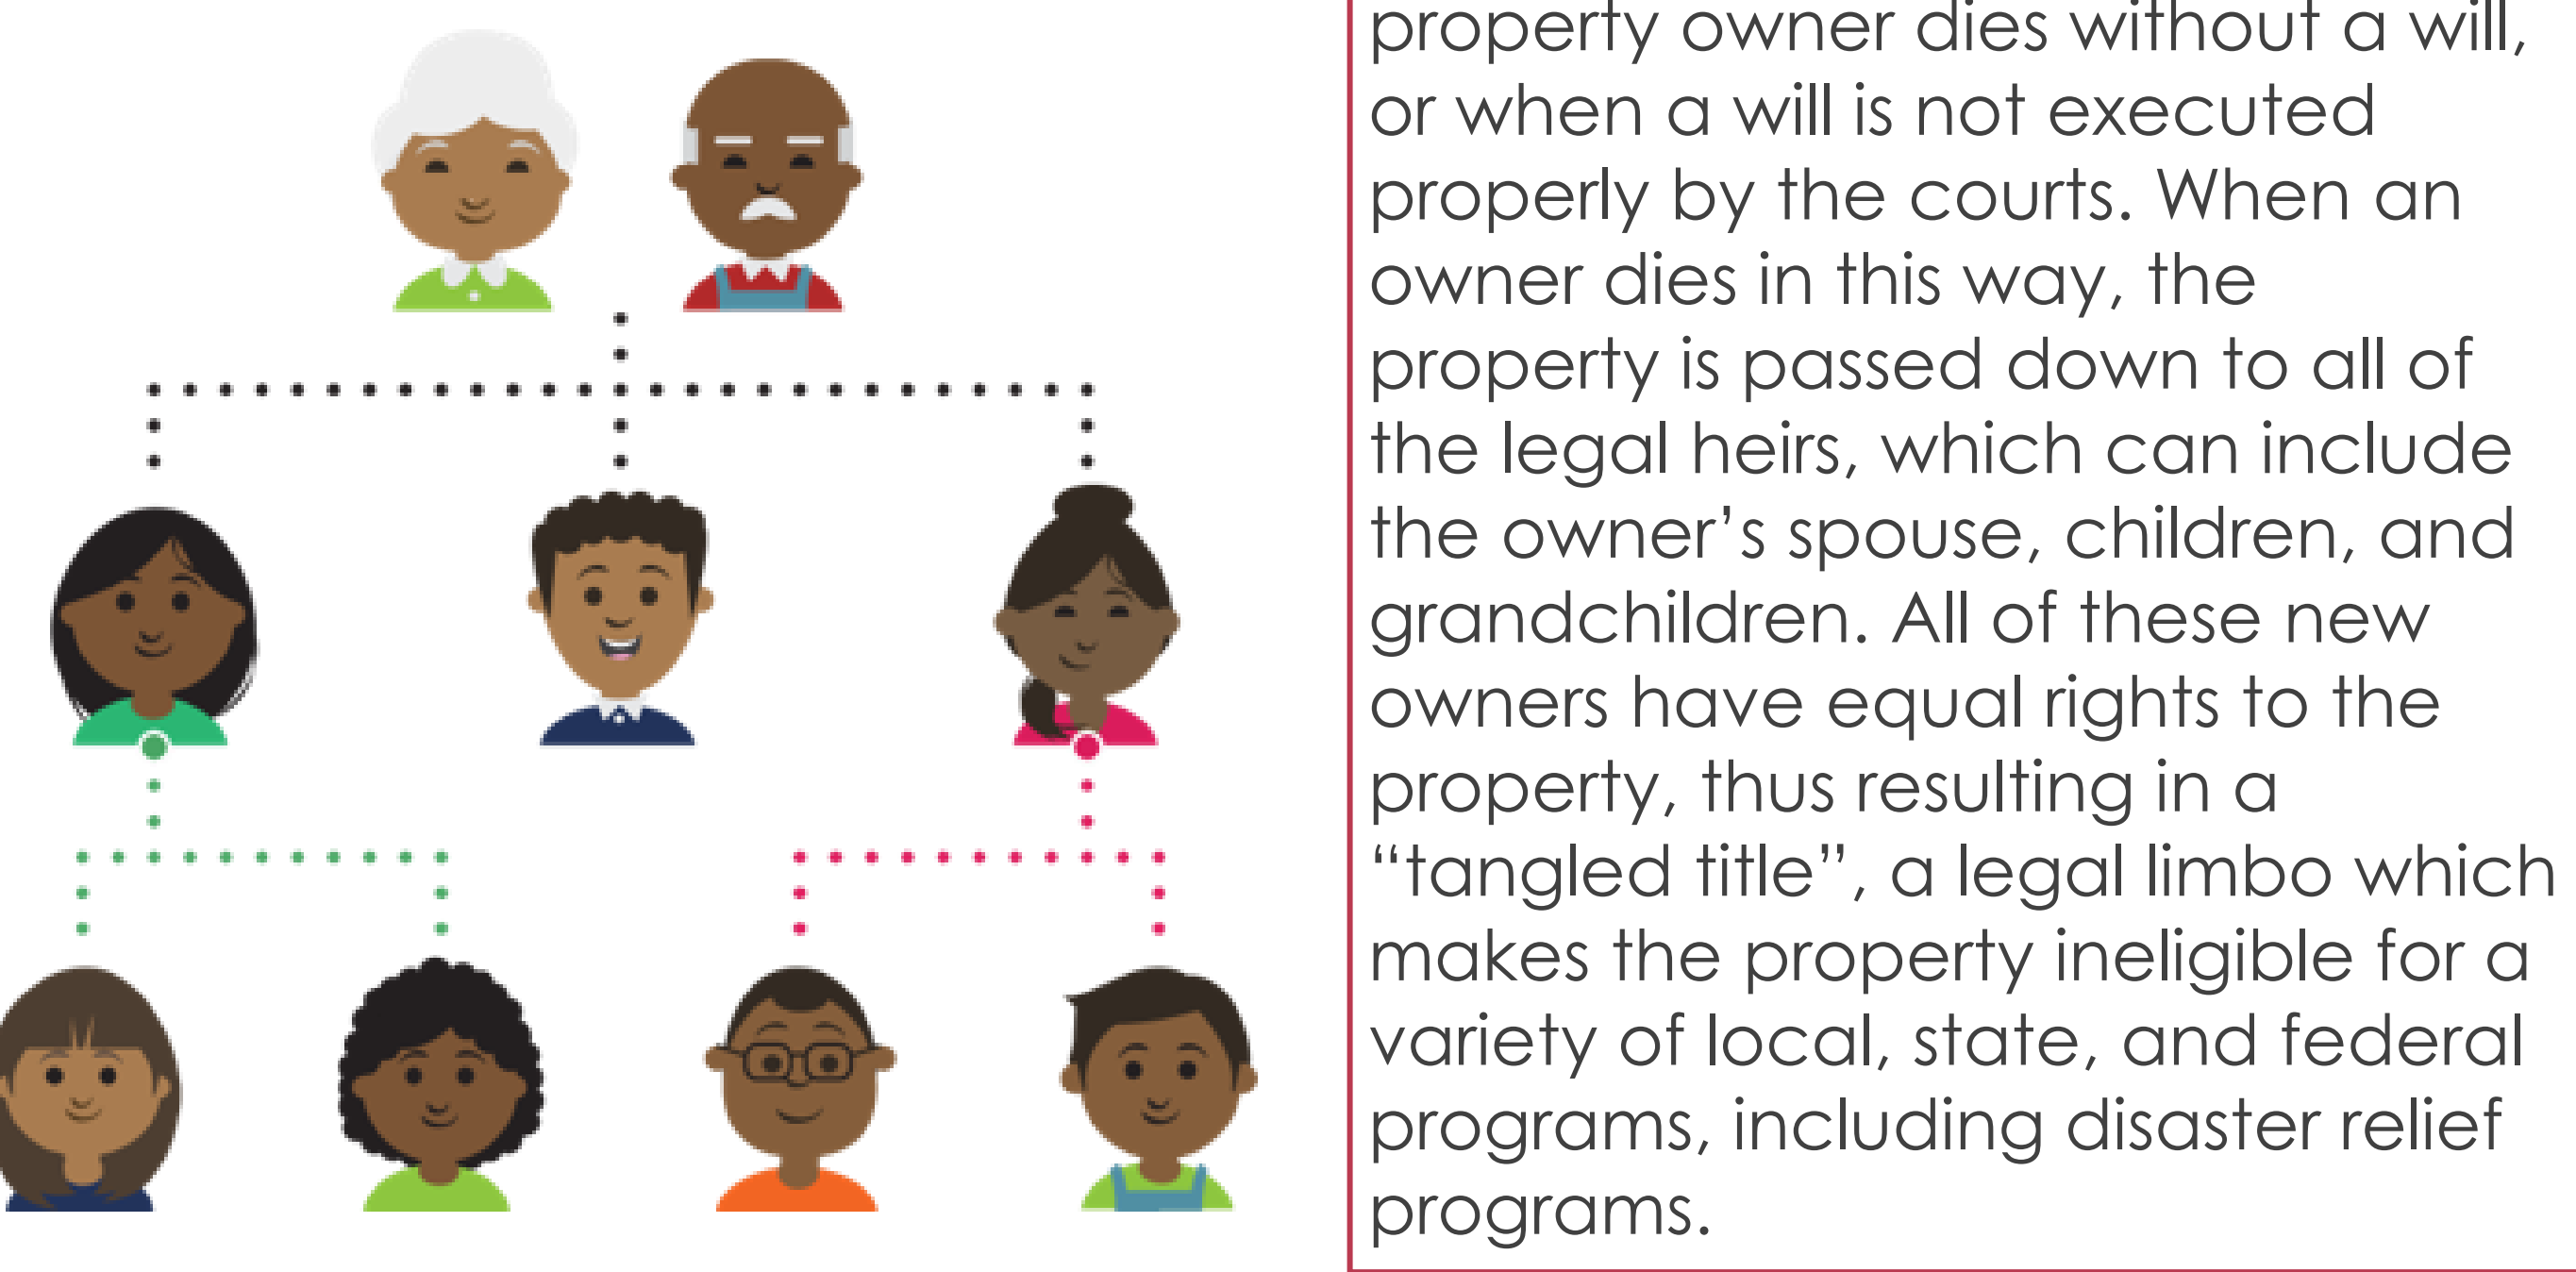 property owner dies without a will,
or when a will is not executed
properly by the courts. When an
owner dies in this way, the
property is passed down to all of
the legal heirs, which can include
the owner’s spouse, children, and
grandchildren. All of these new
owners have equal rights to the
property, thus resulting in a
“tangled title”, a legal limbo which
makes the property ineligible for a
variety of local, state, and federal
programs, including disaster relief
programs.